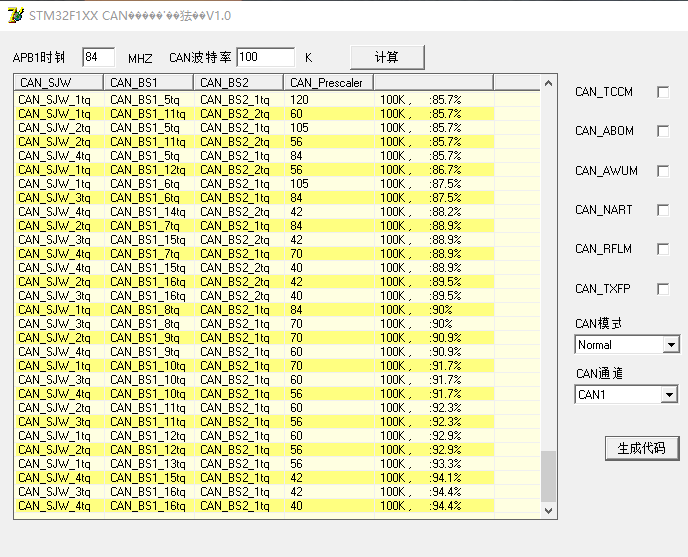 STM32F1XX CAN�����'��㹤��V1.0
APB1时钟 84 MHZ CAN波特率 100 K 计算
CAN_SJW CAN_BS1 CAN_BS2 CAN_Prescaler
CAN_SJW_1tq CAN_BS1_5tq CAN_BS2_1tq 120 100K , :85.7%
CAN_SJW_1tq CAN_BS1_11tq CAN_BS2_2tq 60 100K , :85.7%
CAN_SJW_2tq CAN_BS1_5tq CAN_BS2_1tq 105 100K , :85.7%
CAN_SJW_2tq CAN_BS1_11tq CAN_BS2_2tq 56 100K , :85.7%
CAN_SJW_4tq CAN_BS1_5tq CAN_BS2_1tq 84 100K , :85.7%
CAN_SJW_1tq CAN_BS1_12tq CAN_BS2_2tq 56 100K , :86.7%
CAN_SJW_1tq CAN_BS1_6tq CAN_BS2_1tq 105 100K , :87.5%
CAN_SJW_3tq CAN_BS1_6tq CAN_BS2_1tq 84 100K , :87.5%
CAN_SJW_4tq CAN_BS1_14tq CAN_BS2_2tq 42 100K , :88.2%
CAN_SJW_2tq CAN_BS1_7tq CAN_BS2_1tq 84 100K , :88.9%
CAN_SJW_3tq CAN_BS1_15tq CAN_BS2_2tq 42 100K , :88.9%
CAN_SJW_4tq CAN_BS1_7tq CAN_BS2_1tq 70 100K , :88.9%
CAN_SJW_4tq CAN_BS1_15tq CAN_BS2_2tq 40 100K , :88.9%
CAN_SJW_2tq CAN_BS1_16tq CAN_BS2_2tq 42 100K , :89.5%
CAN_SJW_3tq CAN_BS1_16tq CAN_BS2_2tq 40 100K , :89.5%
CAN_SJW_1tq CAN_BS1_8tq CAN_BS2_1tq 84 100K , :90%
CAN_SJW_3tq CAN_BS1_8tq CAN_BS2_1tq 70 100K , :90%
CAN_SJW_2tq CAN_BS1_9tq CAN_BS2_1tq 70 100K , :90.9%
CAN_SJW_4tq CAN_BS1_9tq CAN_BS2_1tq 60 100K , :90.9%
CAN_SJW_1tq CAN_BS1_10tq CAN_BS2_1tq 70 100K , :91.7%
CAN_SJW_3tq CAN_BS1_10tq CAN_BS2_1tq 60 100K , :91.7%
CAN_SJW_4tq CAN_BS1_10tq CAN_BS2_1tq 56 100K , :91.7%
CAN_SJW_2tq CAN_BS1_11tq CAN_BS2_1tq 60 100K , :92.3%
CAN_SJW_3tq CAN_BS1_11tq CAN_BS2_1tq 56 100K , :92.3%
CAN_SJW_1tq CAN_BS1_12tq CAN_BS2_1tq 60 100K , :92.9%
CAN_SJW_2tq CAN_BS1_12tq CAN_BS2_1tq 56 100K , :92.9%
CAN_SJW_1tq CAN_BS1_13tq CAN_BS2_1tq 56 100K , :93.3%
CAN_SJW_4tq CAN_BS1_15tq CAN_BS2_1tq 42 100K , :94.1%
CAN_SJW_3tq CAN_BS1_16tq CAN_BS2_1tq 42 100K , :94.4%
CAN_SJW_4tq CAN_BS1_16tq CAN_BS2_1tq 40 100K , :94.4%
CAN_TCCM
CAN_ABOM
CAN_AWUM
CAN_NART
CAN_RFLM
CAN_TXFP
CAN模式
Normal
CAN通道
CAN1
生成代码